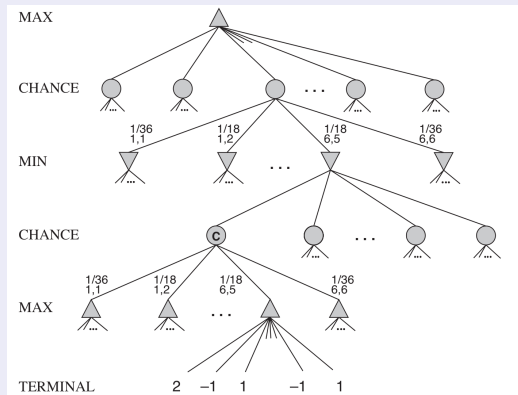 MAX
...
CHANCE
... ... ... ... ...
1/36 1/18 1/18 1/36
1,1 1,2 6,5 6,6
MIN
... ... ... ...
CHANCE
C ...
... ... ...
1/36 1/18 1/18 1/36
1,1 1,2 6,5 6,6
MAX
...
... ... ...
TERMINAL 2 –1 1 –1 1